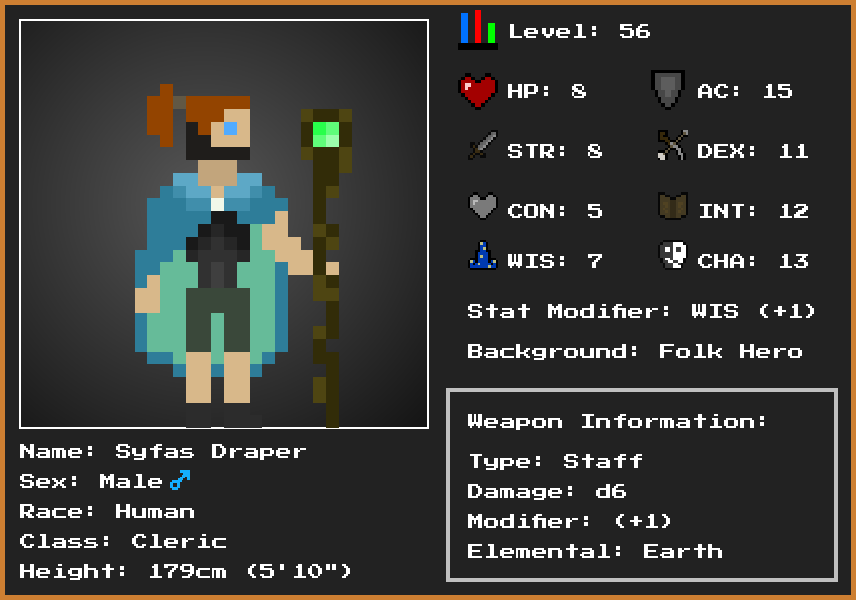 Level: 56
HP: 8
AC: 15
STR: 8
DEX: 11
CON: 5
INT: 12
WIS: 7
CHA: 13
Stat Modifier: WIS (+1)
Background: Folk Hero
Weapon Information:
Type: Staff
Damage: d6
Modifier: (+1)
Elemental: Earth
Name: Syfas Draper
Sex: Male♂
Race: Human
Class: Cleric
Height: 179cm (5'10")